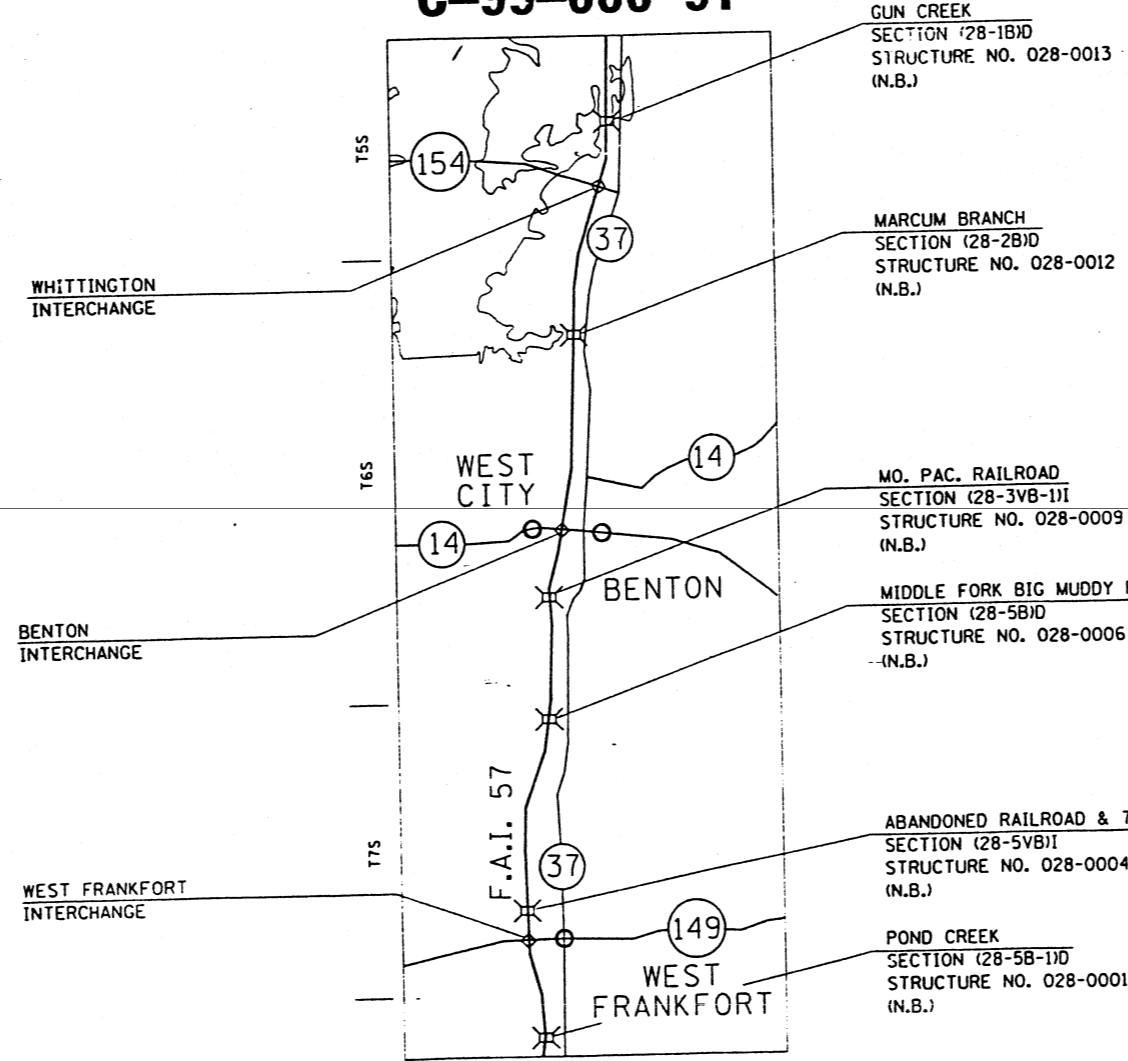 GUN CREEK
SECTION (28-1B)D
STRUCTURE NO. 028-0013
(N.B.)
T5S
154
37
MARCUM BRANCH
SECTION (28-2B)D
STRUCTURE NO. 028-0012
(N.B.)
WHITTINGTON
INTERCHANGE
T6S
WEST
CITY
14
14
MO. PAC. RAILROAD
SECTION (28-3VB-1)I
STRUCTURE NO. 028-0009
(N.B.)
BENTON
MIDDLE FORK BIG MUDDY
SECTION (28-5B)D
STRUCTURE NO. 028-0006
(N.B.)
BENTON
INTERCHANGE
F.A.I. 57
T7S
37
ABANDONED RAILROAD &
SECTION (28-5VB)I
STRUCTURE NO. 028-0004
(N.B.)
WEST FRANKFORT
INTERCHANGE
149
WEST
FRANKFORT
POND CREEK
SECTION (28-5B-1)D
STRUCTURE NO. 028-0001
(N.B.)